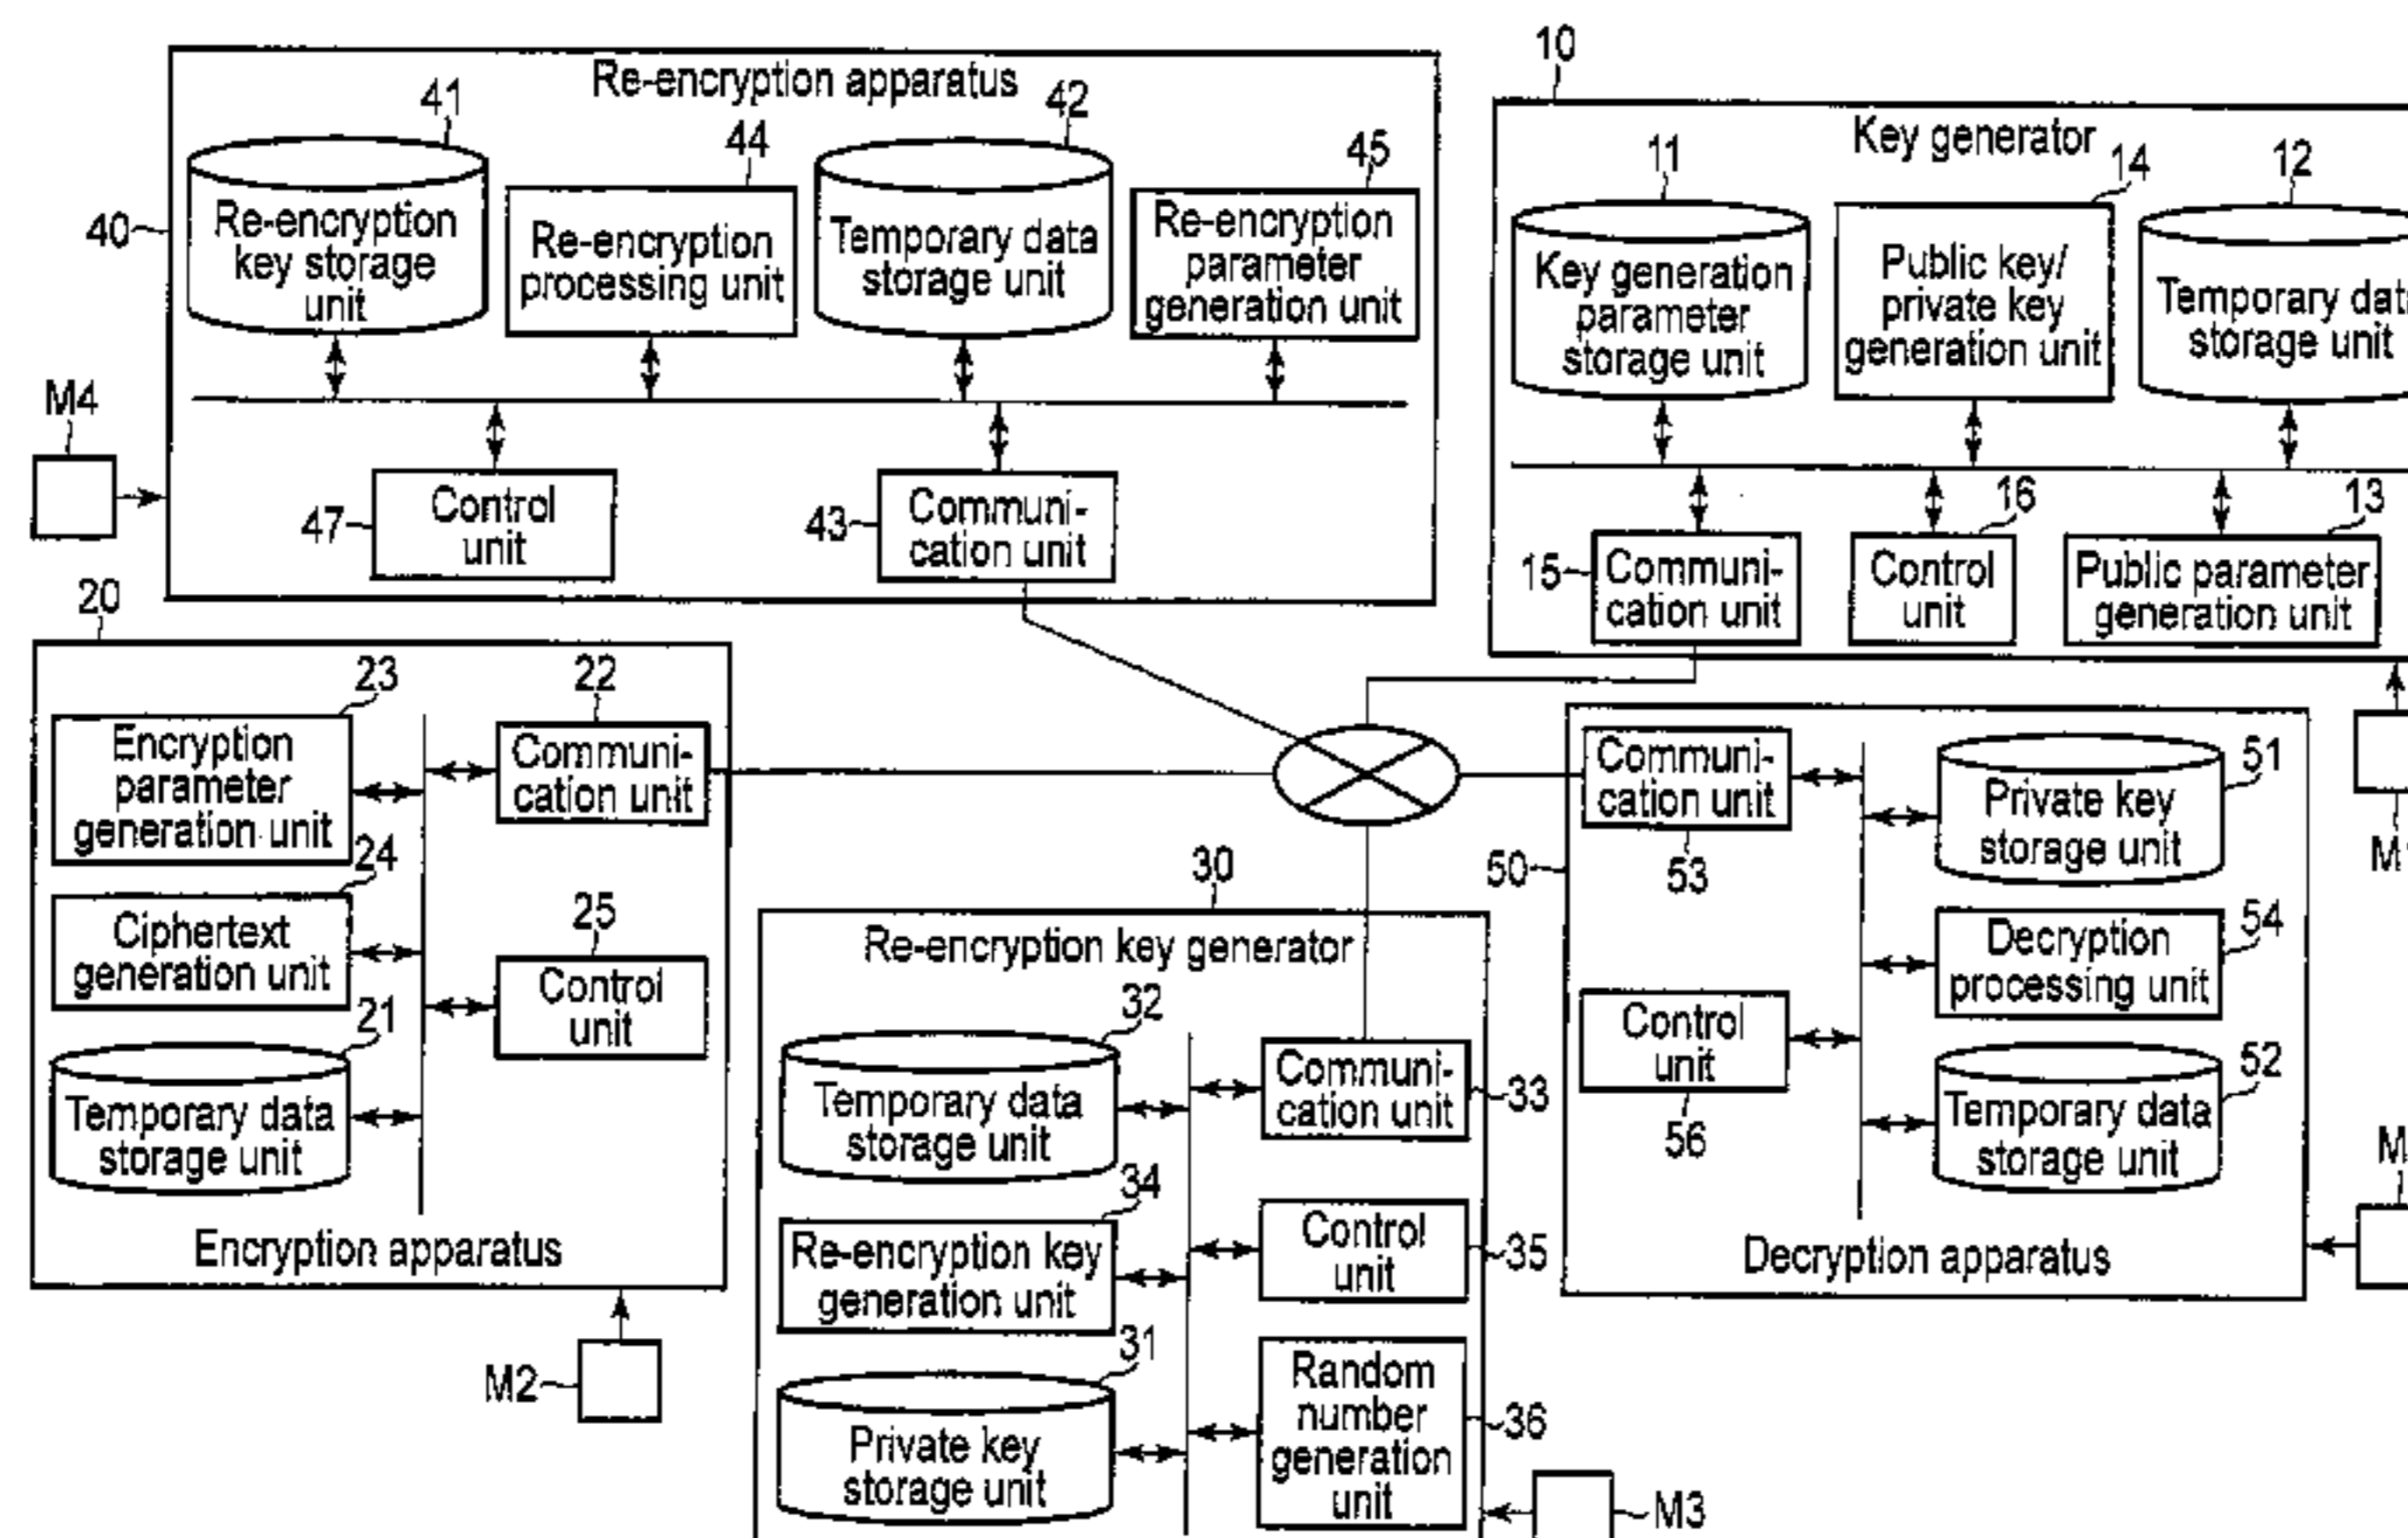 Re-encryption apparatus
41
42
44
45
40
Re-encryption
key storage
unit
Re-encryption
processing unit
Temporary data
storage unit
Re-encryption
parameter
generation unit
M4
47
Control
unit
43
Communi-
cation unit
10
Key generator
11
14
12
Key generation
parameter
storage unit
Public key/
private key
generation unit
Temporary
storage unit
16
13
15
Communi-
cation unit
Control
unit
Public parameter
generation unit
20
23
22
Encryption
parameter
generation unit
Communi-
cation unit
24
Ciphertext
generation unit
25
Control
unit
21
Temporary data
storage unit
Encryption apparatus
M2
30
Re-encryption key generator
32
Temporary data
storage unit
Communi-
cation unit
33
34
Re-encryption key
generation unit
Control
unit
35
31
Private key
storage unit
Random
number
generation
unit
36
M3
50
Communi-
cation unit
53
51
Private key
storage unit
54
Decryption
processing unit
Control
unit
56
52
Temporary data
storage unit
Decryption apparatus
M